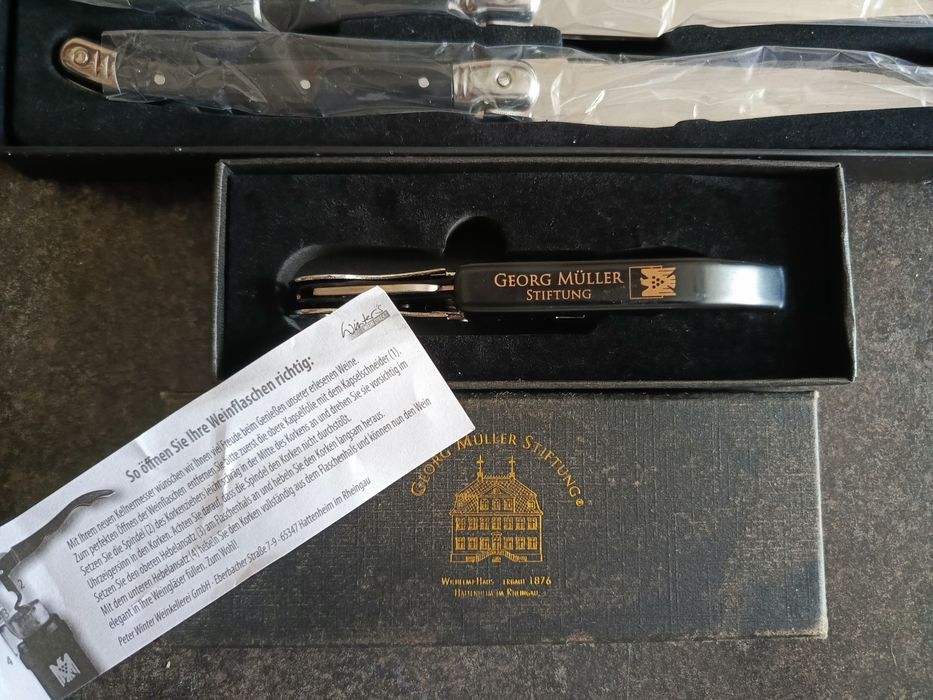 GEORG MÜLLER
STIFTUNG
Winter's
So öffnen Sie Ihre Weinflaschen richtig:
Mit Ihrem neuen Kellnermesser wünschen wir Ihnen viel Freude beim Genießen unserer erlesenen Weine.
Zum perfekten Öffnen der Weinflaschen entfernen Sie bitte zuerst die obere Kapselfolie mit dem Kapselschneider (1).
Setzen Sie die Spindel (2) des Korkenziehers leicht schräg in der Mitte des Korkens an und drehen Sie sie vorsichtig im
Uhrzeigersinn in den Korken. Achten Sie darauf, dass die Spindel den Korken nicht durchstößt.
Setzen Sie den oberen Hebelansatz (3) am Flaschenhals an und hebeln Sie den Korken langsam heraus.
Mit dem unteren Hebelansatz (4) hebeln Sie den Korken vollständig aus dem Flaschenhals und können nun den Wein
elegant in Ihre Weingläser füllen. Zum Wohl!
Peter Winter Weinkellerei GmbH · Eberbacher Straße 7-9 · 65347 Hattenheim im Rheingau
2
4
GEORG MÜLLER STIFTUNG®
WILHELMJ-HAUS ERBAUT 1876
HATTENHEIM IM RHEINGAU